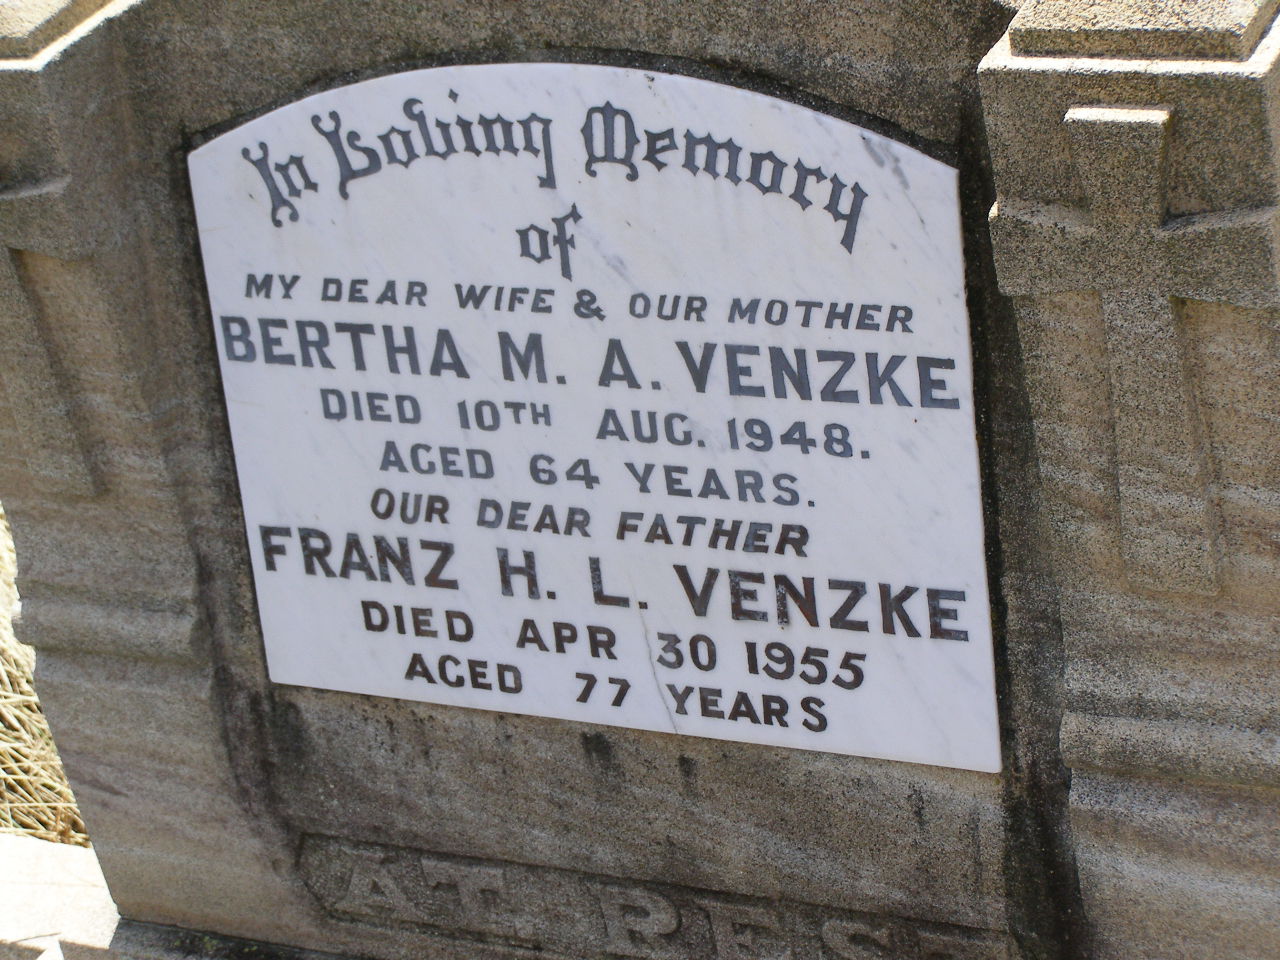 In Loving Memory
of
MY DEAR WIFE & OUR MOTHER
BERTHA M. A. VENZKE
DIED 10TH AUG. 1948.
AGED 64 YEARS.
OUR DEAR FATHER
FRANZ H. L. VENZKE
DIED APR. 30 1955
AGED 77 YEARS
AT